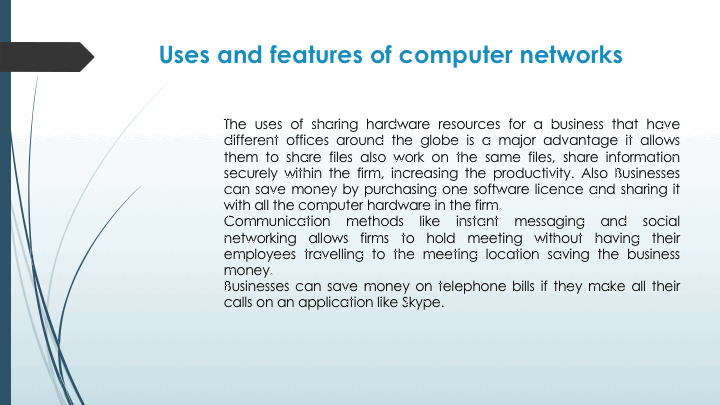 Uses and features of computer networks
The uses of sharing hardware resources for a business that have
different offices around the globe is a major advantage it allows
them to share files also work on the same files, share information
securely within the firm, increasing the productivity. Also Businesses
can save money by purchasing one software licence and sharing it
with all the computer hardware in the firm.
Communication methods like instant messaging and social
networking allows firms to hold meeting without having their
employees travelling to the meeting location saving the business
money.
Businesses can save money on telephone bills if they make all their
calls on an application like Skype.